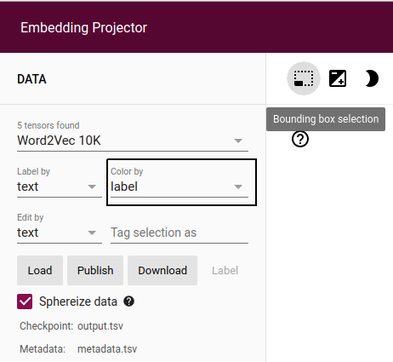 Embedding Projector
DATA
5 tensors found
Word2Vec 10K
Bounding box selection
Label by
text
Color by
label
Edit by
text
Tag selection as
Load
Publish
Download
Label
Sphereize data
Checkpoint: output.tsv
Metadata: metadata.tsv